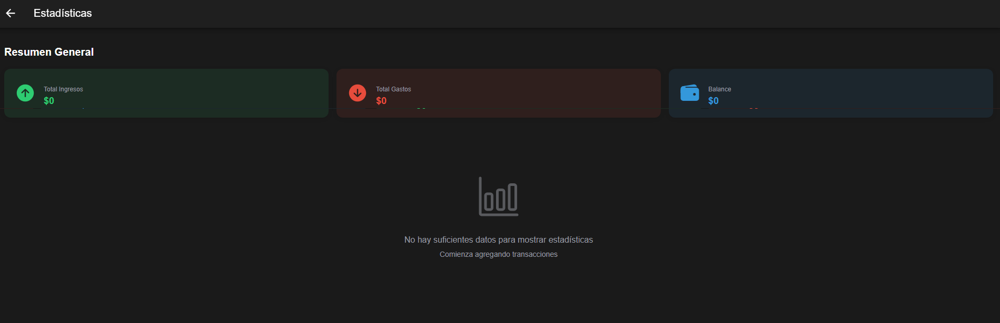 Estadísticas
Resumen General
Total Ingresos
$0
Total Gastos
$0
Balance
$0
No hay suficientes datos para mostrar estadísticas
Comienza agregando transacciones